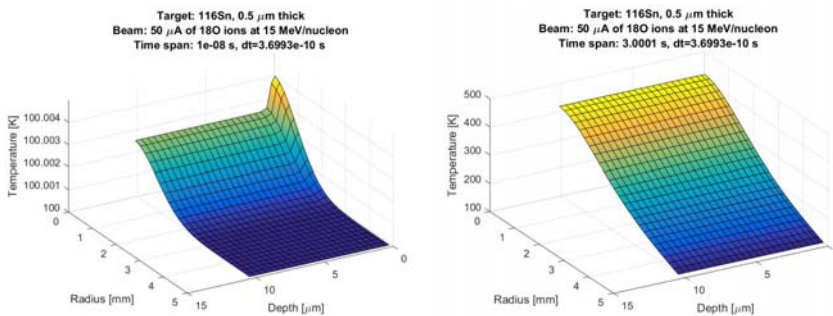 Target: 116Sn, 0.5 μm thick
Beam: 50 μA of 18O ions at 15 MeV/nucleon
Time span: 1e-08 s, dt=3.6993e-10 s
Temperature [K]
100.004
100.003
100.002
100.001
100
0
1
2
3
4
5
Radius [mm]
15
10
5
0
Depth [μm]
Target: 116Sn, 0.5 μm thick
Beam: 50 μA of 18O ions at 15 MeV/nucleon
Time span: 3.0001 s, dt=3.6993e-10 s
Temperature [K]
500
400
300
200
100
0
1
2
3
4
5
Radius [mm]
15
10
5
Depth [μm]